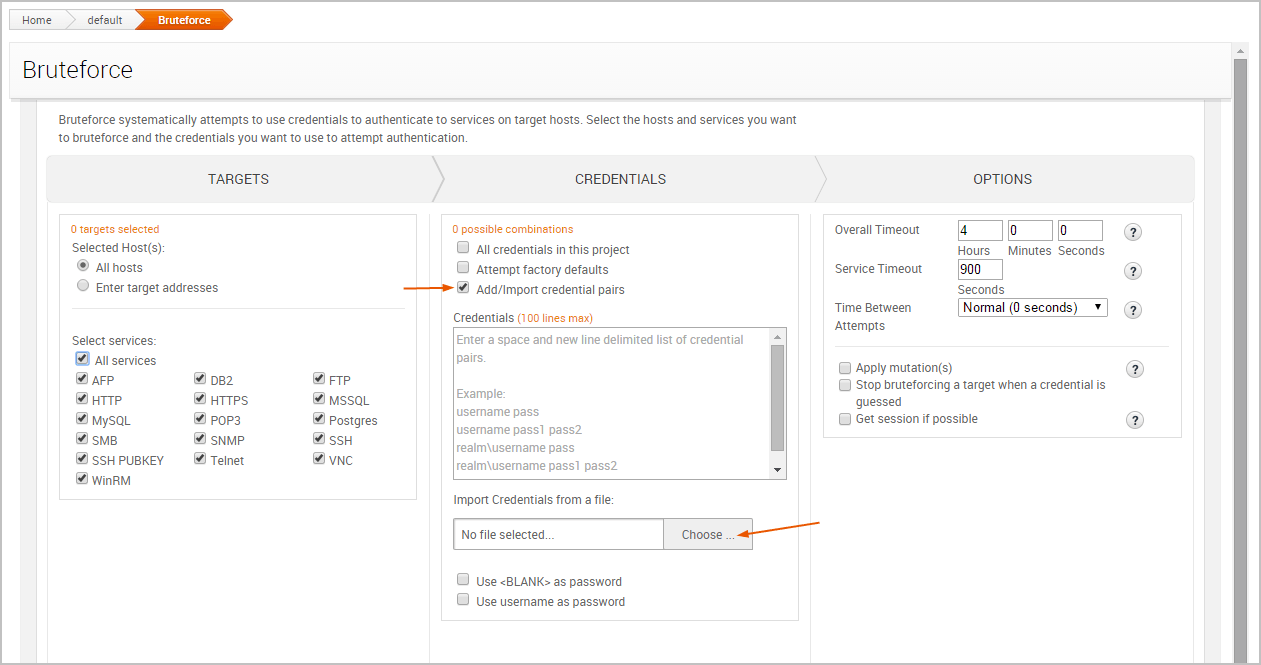 Home default Bruteforce
Bruteforce
Bruteforce systematically attempts to use credentials to authenticate to services on target hosts. Select the hosts and services you want
to bruteforce and the credentials you want to use to attempt authentication.
TARGETS CREDENTIALS OPTIONS
0 targets selected
Selected Host(s):
All hosts
Enter target addresses
Select services:
All services
AFP DB2 FTP
HTTP HTTPS MSSQL
MySQL POP3 Postgres
SMB SNMP SSH
SSH PUBKEY Telnet VNC
WinRM
0 possible combinations
All credentials in this project
Attempt factory defaults
Add/Import credential pairs
Credentials (100 lines max)
Enter a space and new line delimited list of credential
pairs.
Example:
username pass
username pass1 pass2
realm\username pass
realm\username pass1 pass2
Import Credentials from a file:
No file selected... Choose ...
Use <BLANK> as password
Use username as password
Overall Timeout 4 0 0 ?
Hours Minutes Seconds
Service Timeout 900 ?
Seconds
Time Between Normal (0 seconds) ?
Attempts
Apply mutation(s) ?
Stop bruteforcing a target when a credential is
guessed
Get session if possible ?